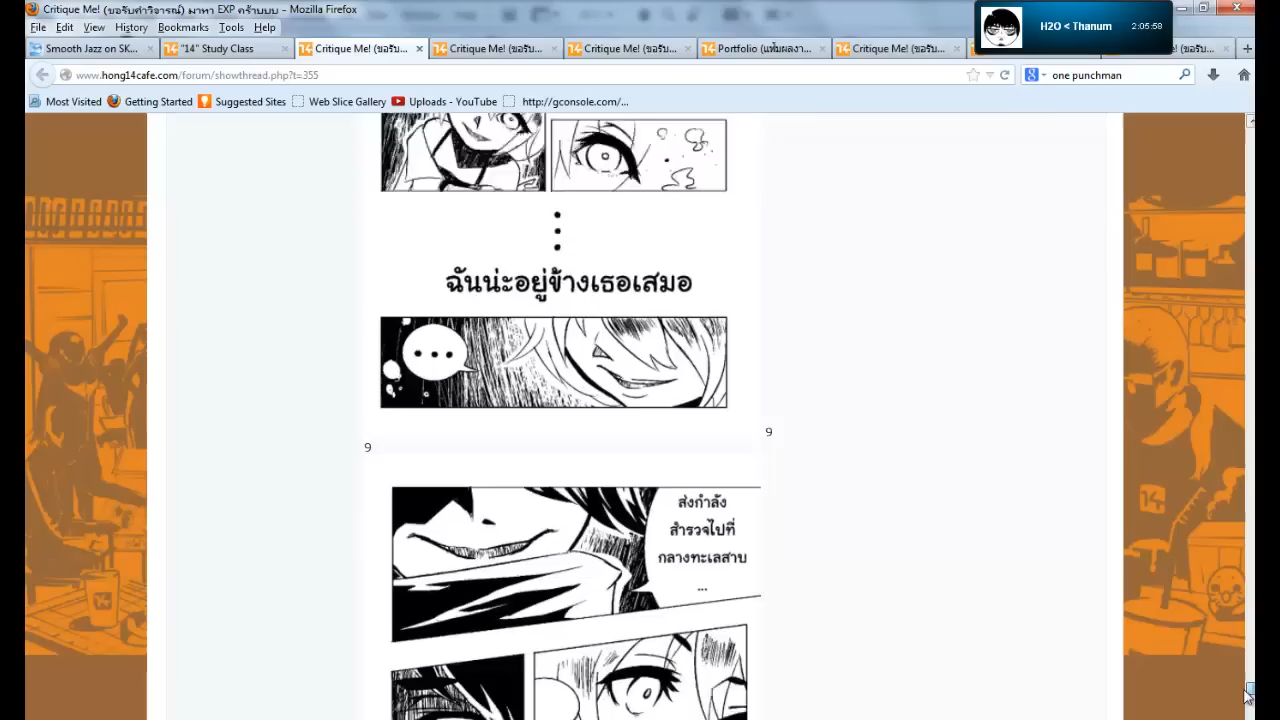 Critique Me! (ขอรับคำวิจารณ์) มาหา EXP คร้าบบบ - Mozilla Firefox
File Edit View History Bookmarks Tools Help
H2O < Thanum 2:05:58
Smooth Jazz on SK... × "14" Study Class × Critique Me! (ขอรับ... × Critique Me! (ขอรับ... × Critique Me! (ขอรับ... × Portfolio (แฟ้มผลงา... × Critique Me! (ขอรับ... × (ขอรับ... × +
www.hong14cafe.com/forum/showthread.php?t=355
one punchman
Most Visited Getting Started Suggested Sites Web Slice Gallery Uploads - YouTube http://gconsole.com/...
ฉันน่ะอยู่ข้างเธอเสมอ
...
9
9
ส่งกำลัง
สำรวจไปที่
กลางทะเลสาบ
...
14